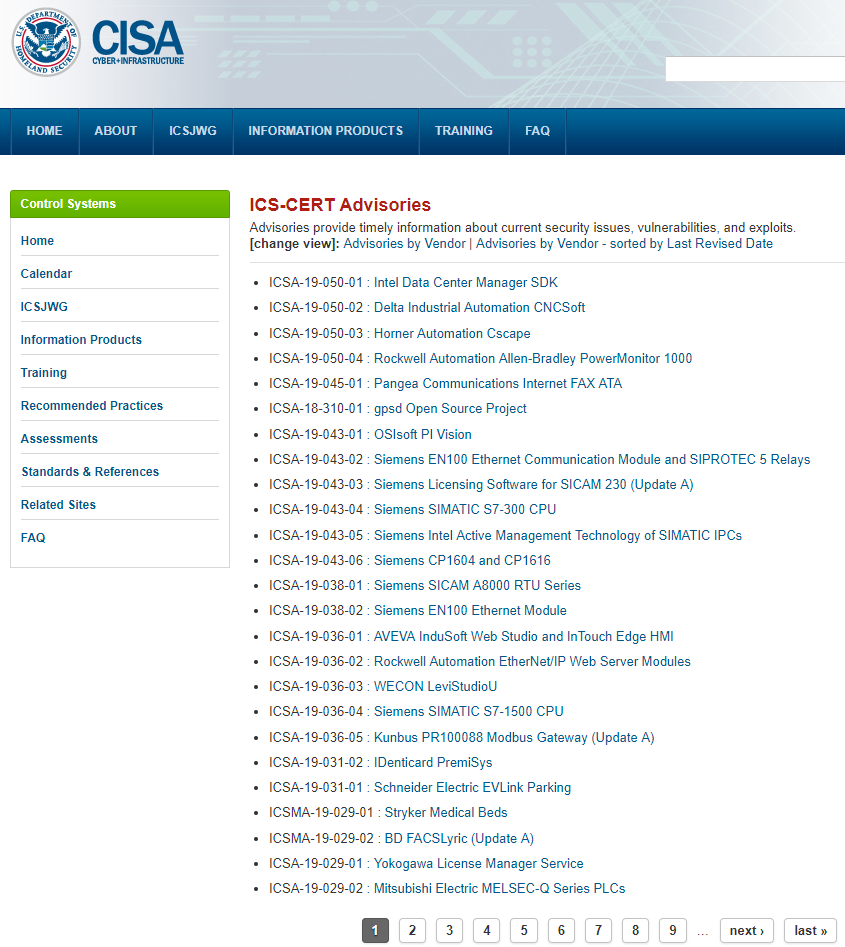 U.S. DEPARTMENT OF HOMELAND SECURITY
CISA
CYBER+INFRASTRUCTURE
HOME ABOUT ICSJWG INFORMATION PRODUCTS TRAINING FAQ
Control Systems
Home
Calendar
ICSJWG
Information Products
Training
Recommended Practices
Assessments
Standards & References
Related Sites
FAQ
ICS-CERT Advisories
Advisories provide timely information about current security issues, vulnerabilities, and exploits.
[change view]: Advisories by Vendor | Advisories by Vendor - sorted by Last Revised Date
• ICSA-19-050-01 : Intel Data Center Manager SDK
• ICSA-19-050-02 : Delta Industrial Automation CNCSoft
• ICSA-19-050-03 : Horner Automation Cscape
• ICSA-19-050-04 : Rockwell Automation Allen-Bradley PowerMonitor 1000
• ICSA-19-045-01 : Pangea Communications Internet FAX ATA
• ICSA-18-310-01 : gpsd Open Source Project
• ICSA-19-043-01 : OSIsoft PI Vision
• ICSA-19-043-02 : Siemens EN100 Ethernet Communication Module and SIPROTEC 5 Relays
• ICSA-19-043-03 : Siemens Licensing Software for SICAM 230 (Update A)
• ICSA-19-043-04 : Siemens SIMATIC S7-300 CPU
• ICSA-19-043-05 : Siemens Intel Active Management Technology of SIMATIC IPCs
• ICSA-19-043-06 : Siemens CP1604 and CP1616
• ICSA-19-038-01 : Siemens SICAM A8000 RTU Series
• ICSA-19-038-02 : Siemens EN100 Ethernet Module
• ICSA-19-036-01 : AVEVA InduSoft Web Studio and InTouch Edge HMI
• ICSA-19-036-02 : Rockwell Automation EtherNet/IP Web Server Modules
• ICSA-19-036-03 : WECON LeviStudioU
• ICSA-19-036-04 : Siemens SIMATIC S7-1500 CPU
• ICSA-19-036-05 : Kunbus PR100088 Modbus Gateway (Update A)
• ICSA-19-031-02 : IDenticard PremiSys
• ICSA-19-031-01 : Schneider Electric EVLink Parking
• ICSMA-19-029-01 : Stryker Medical Beds
• ICSMA-19-029-02 : BD FACSLyric (Update A)
• ICSA-19-029-01 : Yokogawa License Manager Service
• ICSA-19-029-02 : Mitsubishi Electric MELSEC-Q Series PLCs
1 2 3 4 5 6 7 8 9 … next › last »